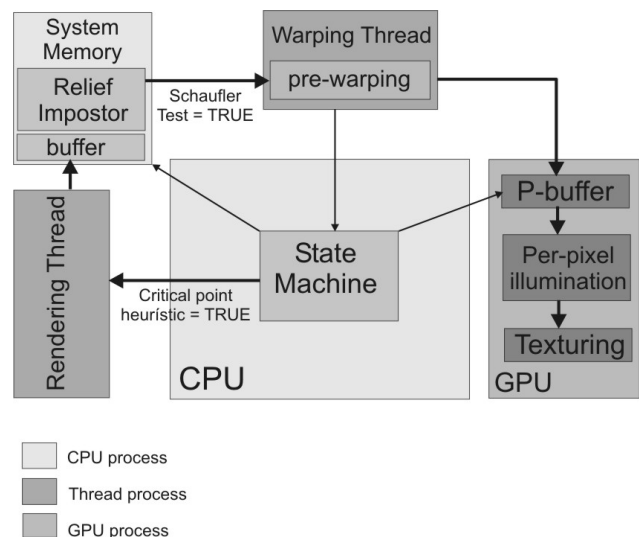 System
Memory
Relief
Impostor
buffer
Schaufler
Test = TRUE
Warping Thread
pre-warping
Rendering Thread
State
Machine
Critical point
heurístic = TRUE
CPU
P-buffer
Per-pixel
illumination
Texturing
GPU
CPU process
Thread process
GPU process